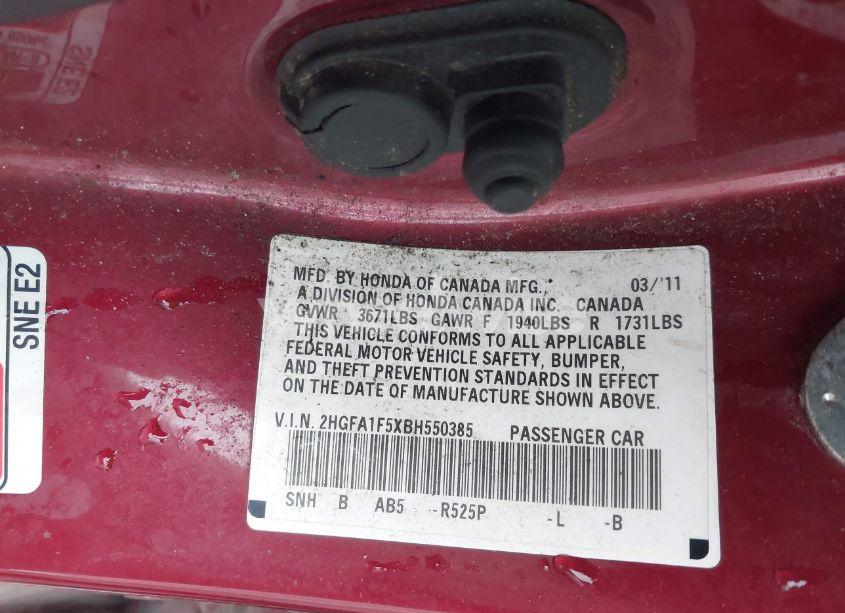 MFD. BY HONDA OF CANADA MFG., 03/'11
A DIVISION OF HONDA CANADA INC. CANADA
GVWR 3671LBS GAWR F 1940LBS R 1731LBS
THIS VEHICLE CONFORMS TO ALL APPLICABLE
FEDERAL MOTOR VEHICLE SAFETY, BUMPER,
AND THEFT PREVENTION STANDARDS IN EFFECT
ON THE DATE OF MANUFACTURE SHOWN ABOVE.
V.I.N. 2HGFA1F5XBH550385 PASSENGER CAR
SNH B AB5 -R525P -L -B
SNE E2
SNE E2